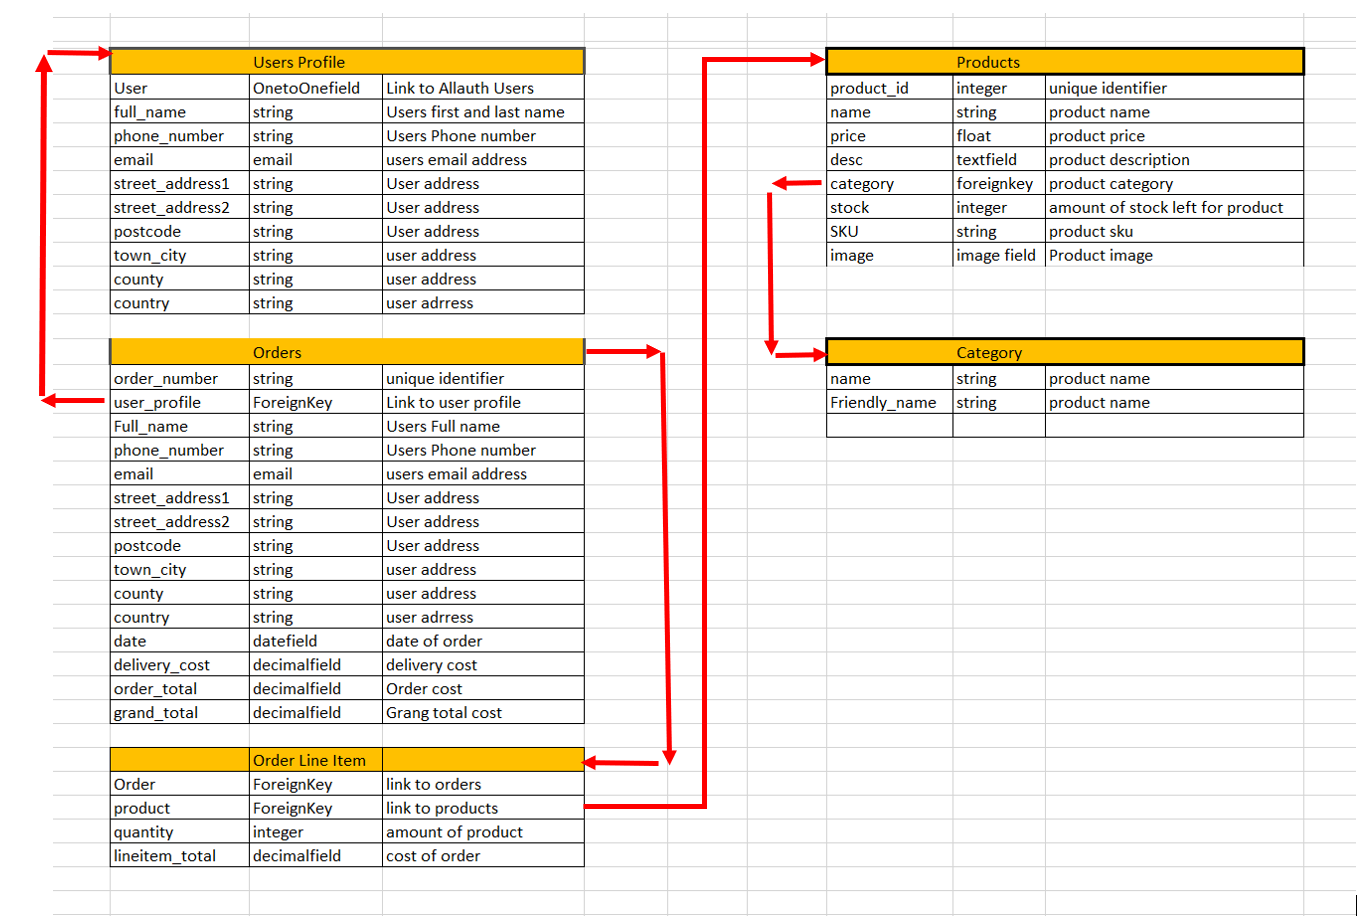 Users Profile
User OnetoOnefield Link to Allauth Users
full_name string Users first and last name
phone_number string Users Phone number
email email users email address
street_address1 string User address
street_address2 string User address
postcode string User address
town_city string user address
county string user address
country string user adrress
Orders
order_number string unique identifier
user_profile ForeignKey Link to user profile
Full_name string Users Full name
phone_number string Users Phone number
email email users email address
street_address1 string User address
street_address2 string User address
postcode string User address
town_city string user address
county string user address
country string user adrress
date datefield date of order
delivery_cost decimalfield delivery cost
order_total decimalfield Order cost
grand_total decimalfield Grang total cost
Order Line Item
Order ForeignKey link to orders
product ForeignKey link to products
quantity integer amount of product
lineitem_total decimalfield cost of order
Products
product_id integer unique identifier
name string product name
price float product price
desc textfield product description
category foreignkey product category
stock integer amount of stock left for product
SKU string product sku
image image field Product image
Category
name string product name
Friendly_name string product name